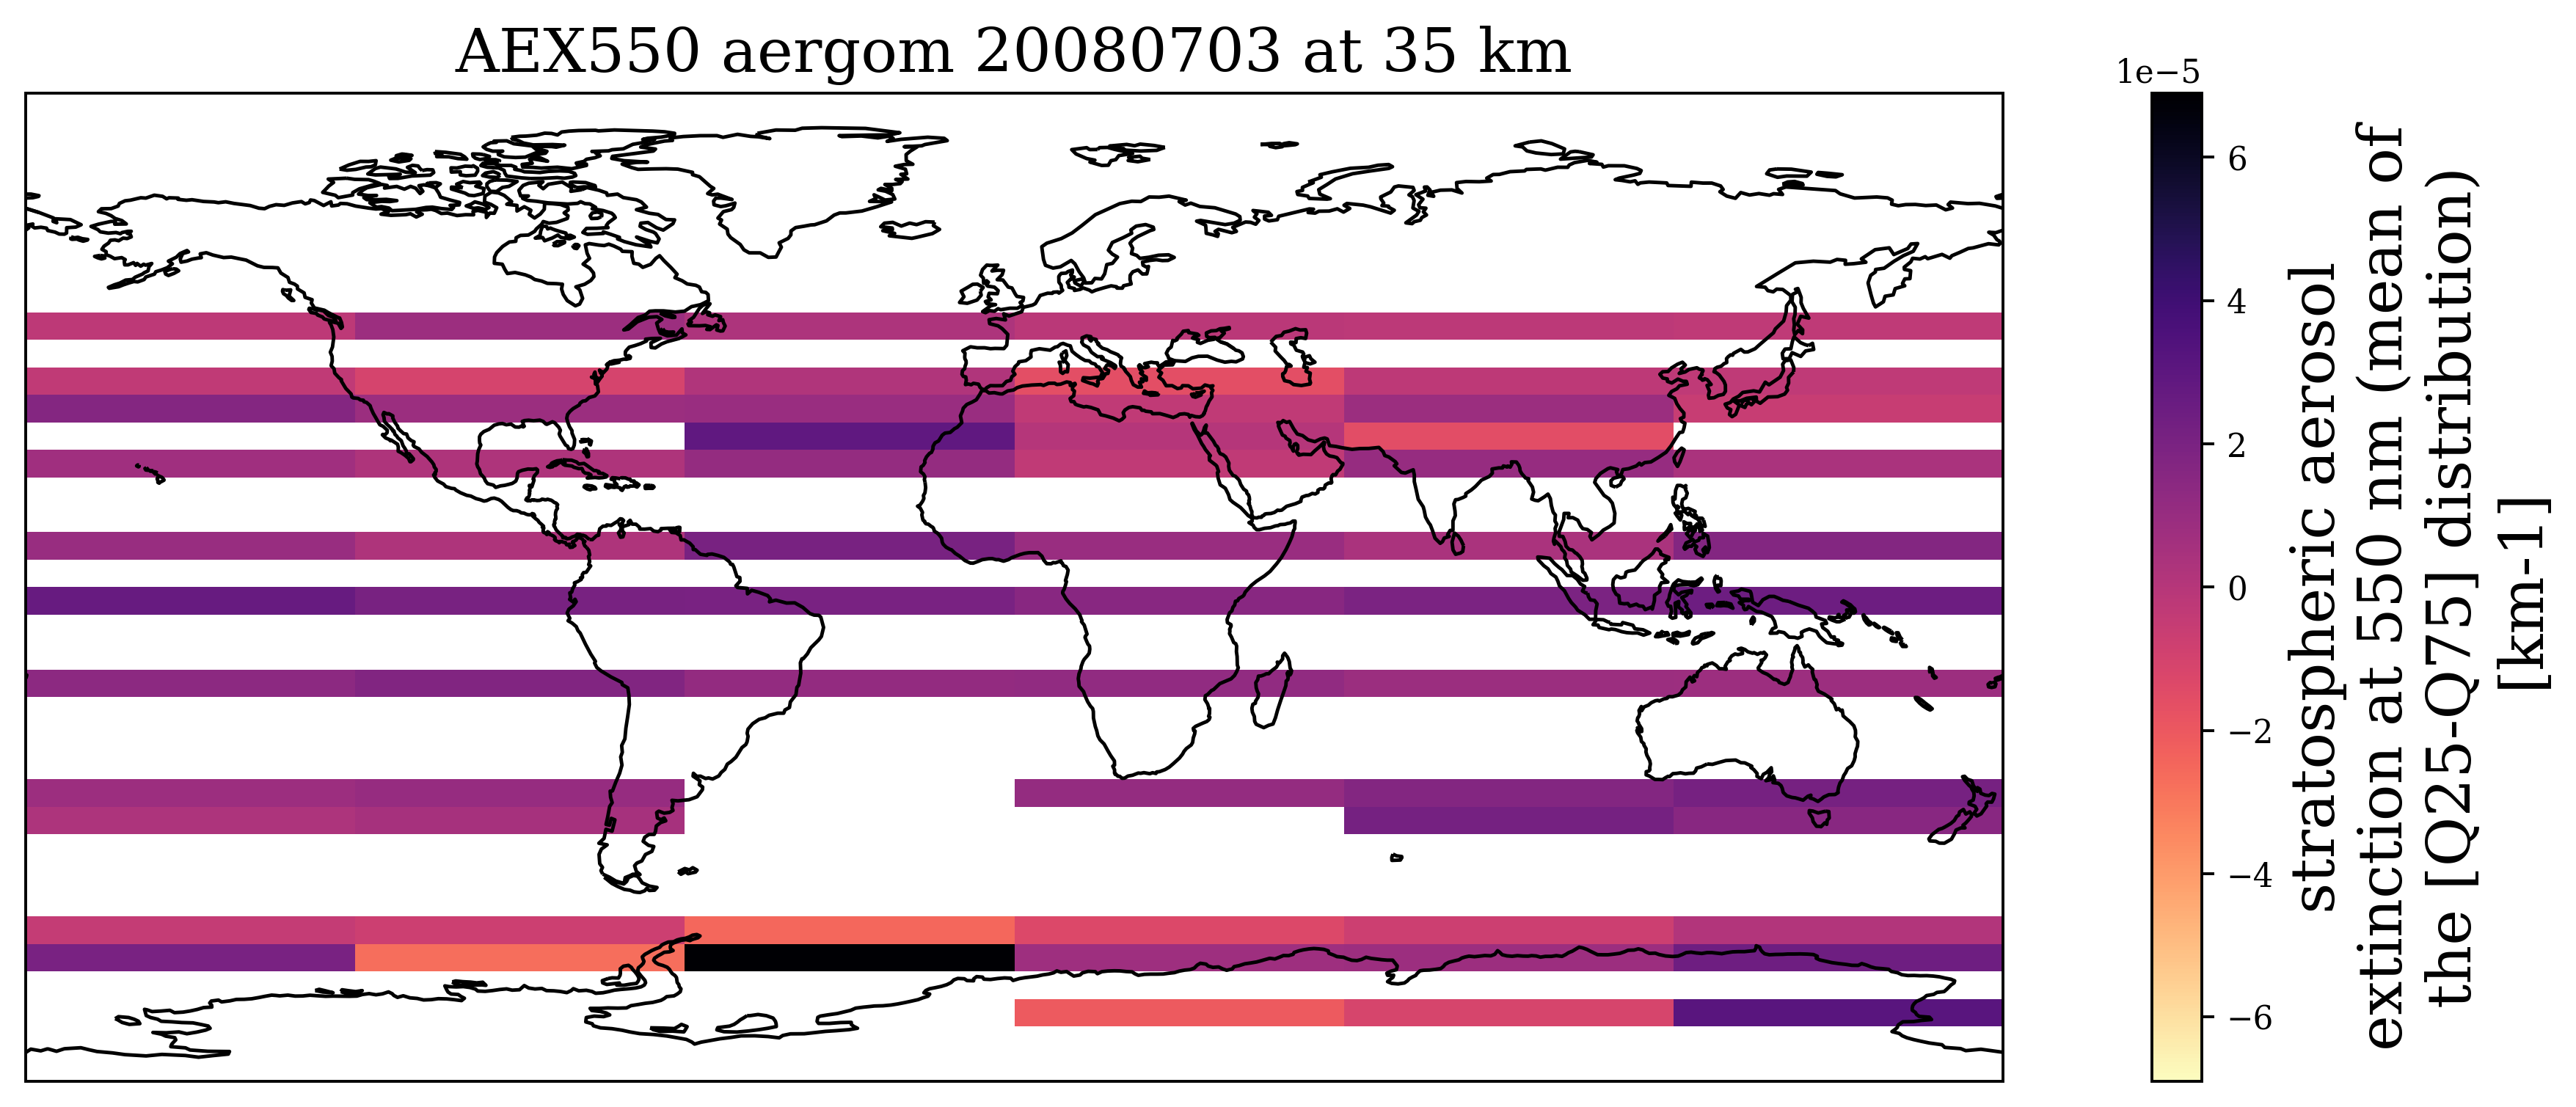 AEX550 aergom 20080703 at 35 km
1e−5
6
4
2
0
−2
−4
−6
stratospheric aerosol
extinction at 550 nm (mean of
the [Q25-Q75] distribution)
[km-1]